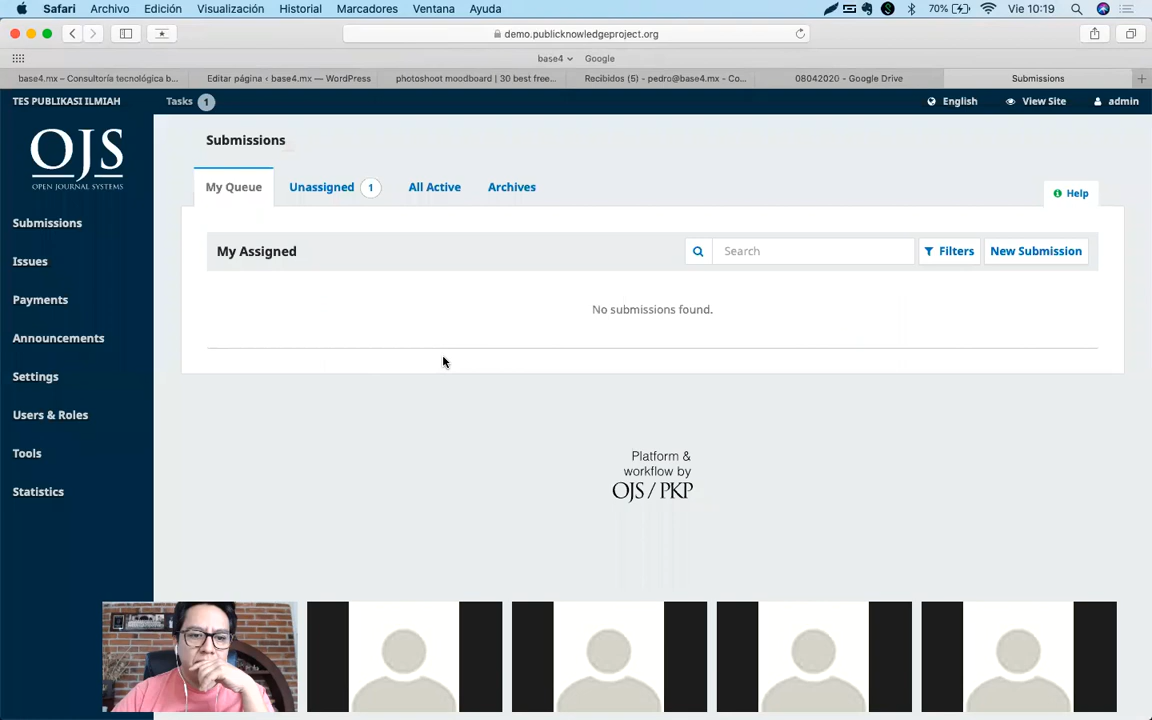 Safari Archivo Edición Visualización Historial Marcadores Ventana Ayuda 70% Vie 10:19
demo.publicknowledgeproject.org
base4 Google
base4.mx – Consultoría tecnológica b... Editar página ‹ base4.mx — WordPress photoshoot moodboard | 30 best free... Recibidos (5) - pedro@base4.mx - Co... 08042020 - Google Drive Submissions
TES PUBLIKASI ILMIAH Tasks 1 English View Site admin
OJS
OPEN JOURNAL SYSTEMS
Submissions
My Queue Unassigned 1 All Active Archives
Help
Submissions
My Assigned Search Filters New Submission
Issues
Payments
No submissions found.
Announcements
Settings
Users & Roles
Tools
Statistics
Platform &
workflow by
OJS / PKP